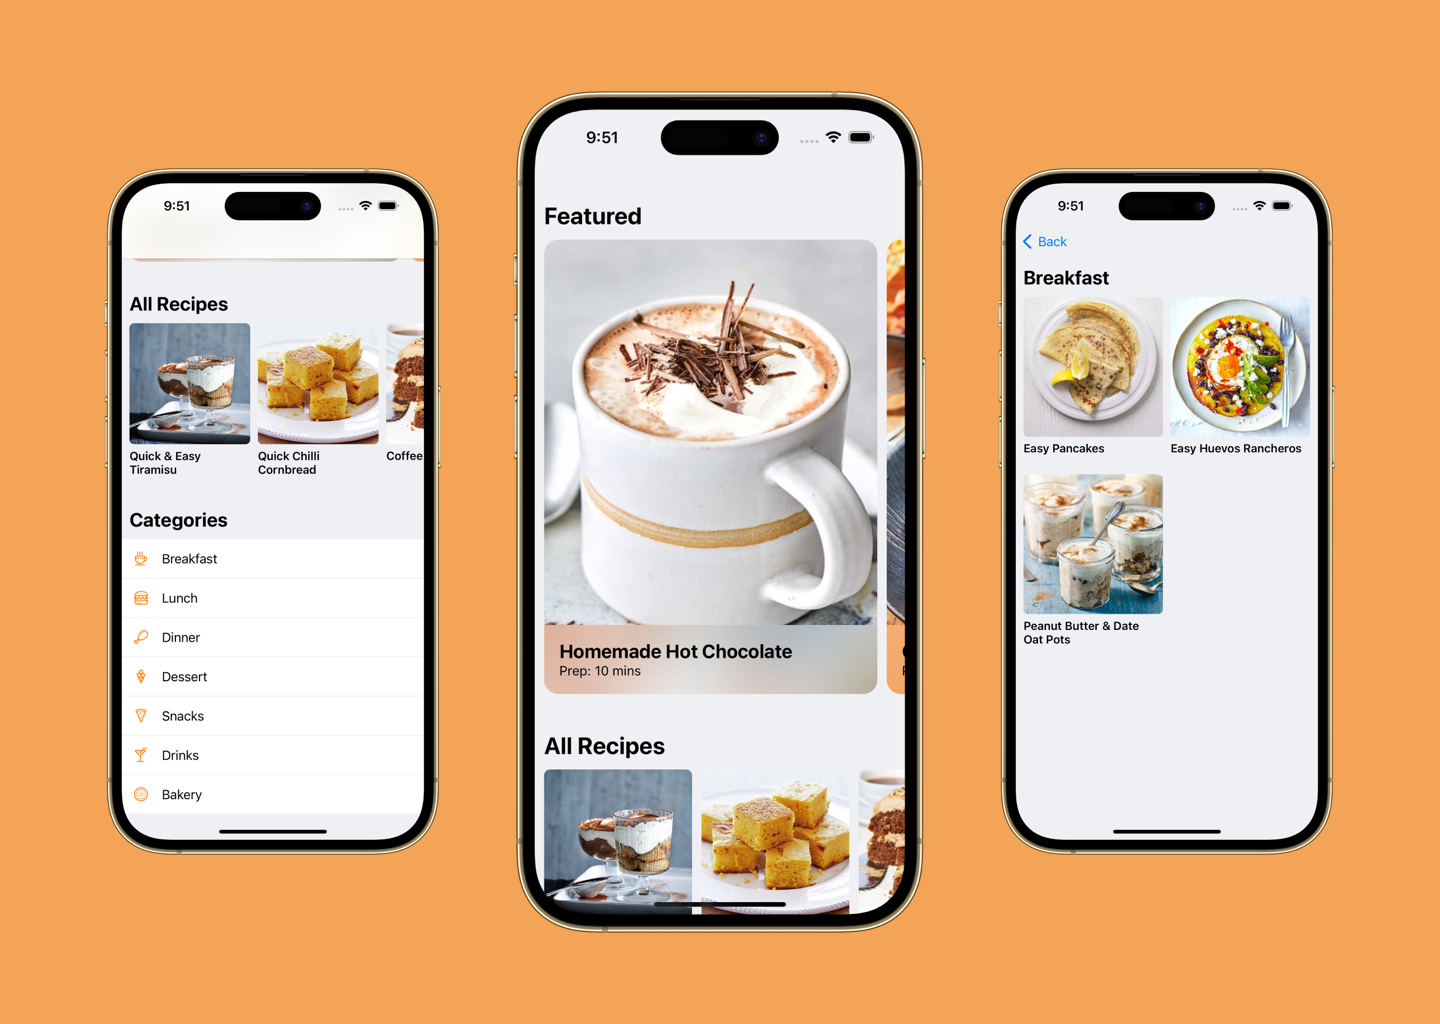 9:51
All Recipes
Quick & Easy
Tiramisu
Quick Chilli
Cornbread
Coffee
Categories
Breakfast
Lunch
Dinner
Dessert
Snacks
Drinks
Bakery
9:51
Featured
Homemade Hot Chocolate
Prep: 10 mins
All Recipes
9:51
Back
Breakfast
Easy Pancakes
Easy Huevos Rancheros
Peanut Butter & Date
Oat Pots